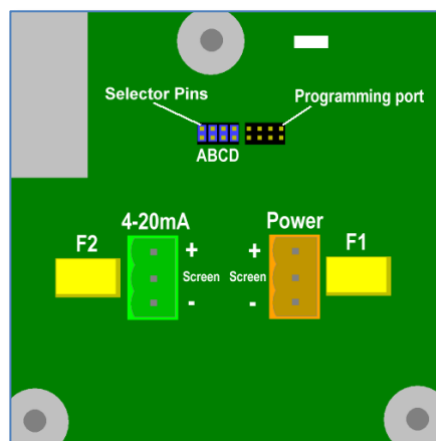 Selector Pins
Programming port
ABCD
4-20mA
Power
F2
F1
+
+
Screen
Screen
-
-